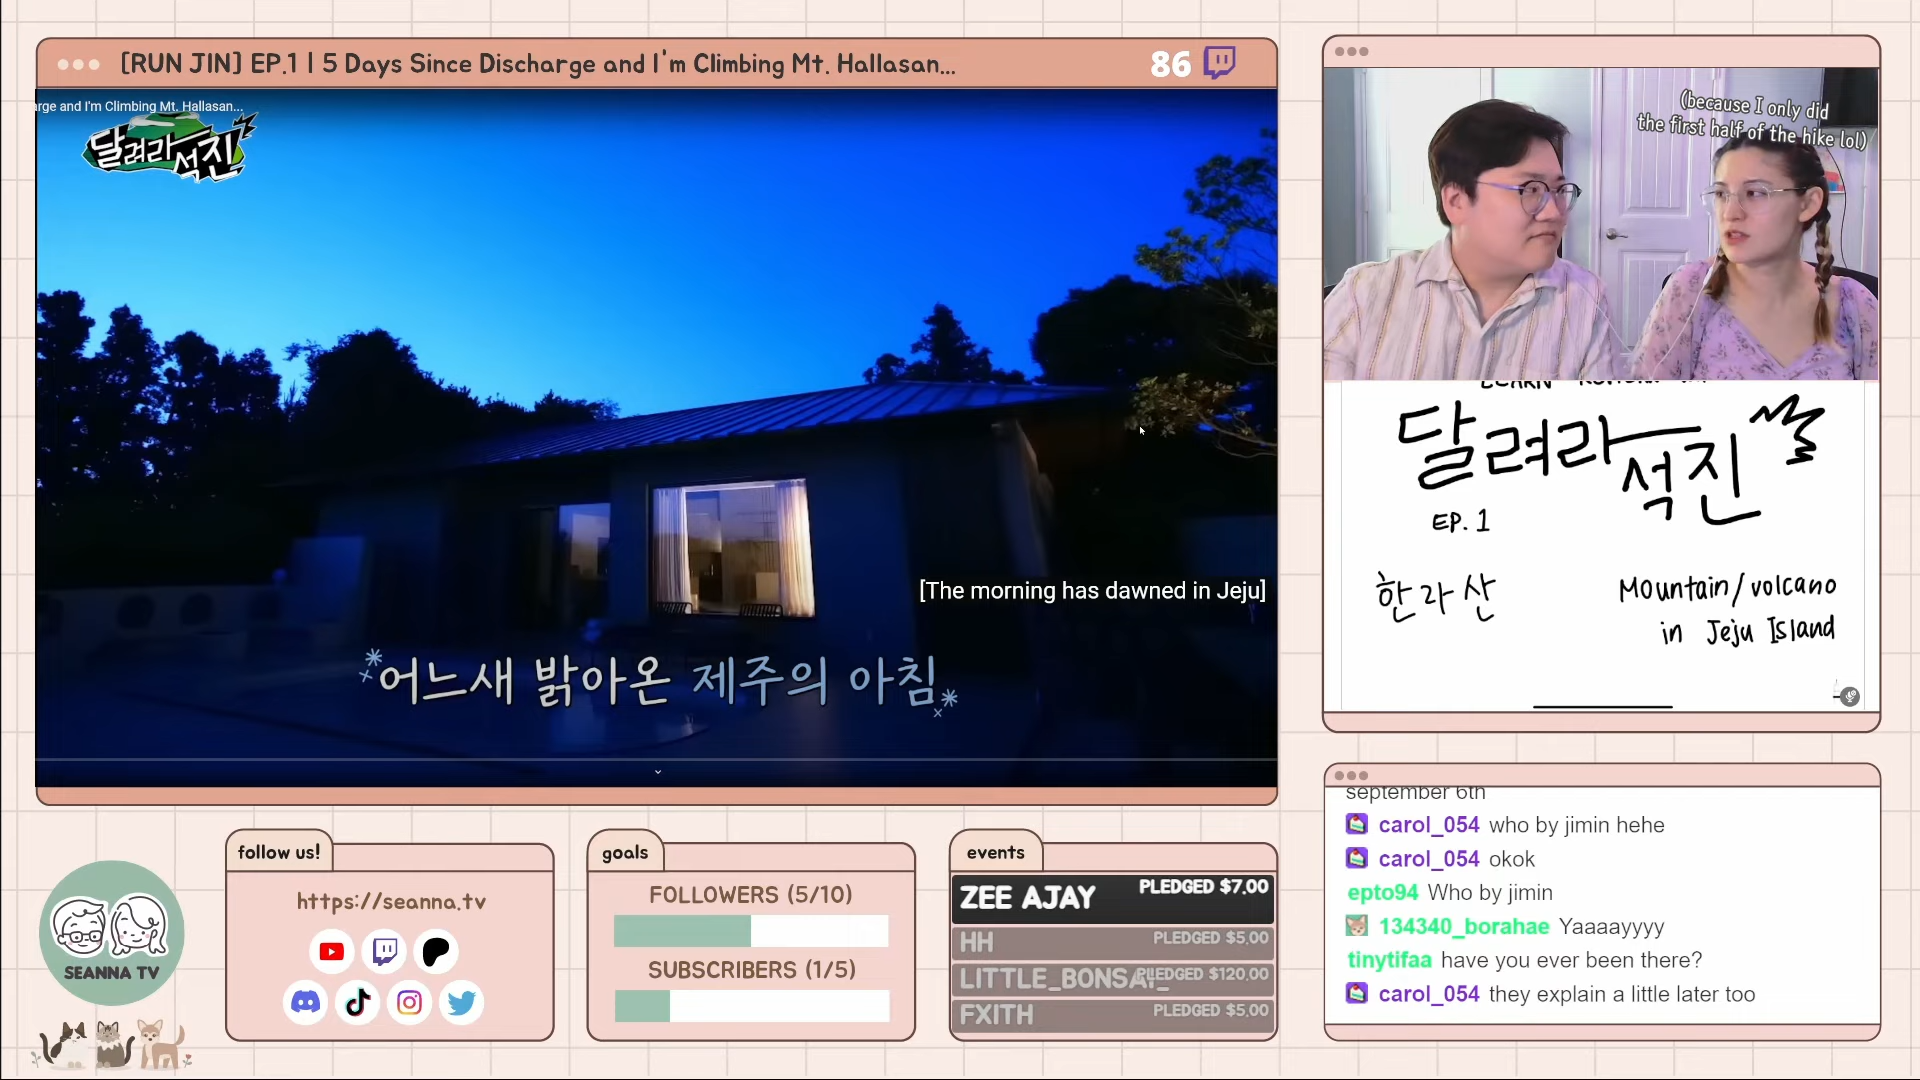 [RUN JIN] EP.1 | 5 Days Since Discharge and I'm Climbing Mt. Hallasan...
86
rge and I'm Climbing Mt. Hallasan...
달려라
석진
[The morning has dawned in Jeju]
어느새 밝아온 제주의 아침
(because I only did
the first half of the hike lol)
달려라
석진
EP. 1
한라산
Mountain/volcano
in Jeju Island
september 6th
carol_054 who by jimin hehe
carol_054 okok
epto94 Who by jimin
134340_borahae Yaaaayyyy
tinytifaa have you ever been there?
carol_054 they explain a little later too
SEANNA TV
follow us!
https://seanna.tv
goals
FOLLOWERS (5/10)
SUBSCRIBERS (1/5)
events
ZEE AJAY PLEDGED $7.00
HH PLEDGED $5.00
LITTLE_BONSAI_ PLEDGED $120.00
FXITH PLEDGED $5.00